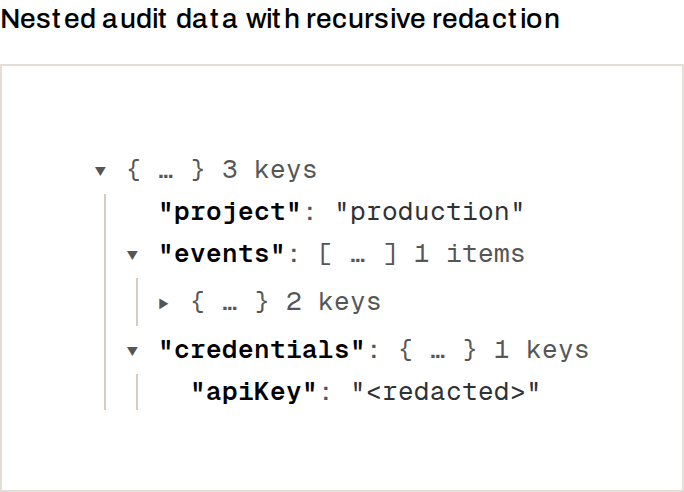 Nested audit data with recursive redaction
▾ { … } 3 keys
"project": "production"
▾ "events": [ … ] 1 items
▸ { … } 2 keys
▾ "credentials": { … } 1 keys
"apiKey": "<redacted>"